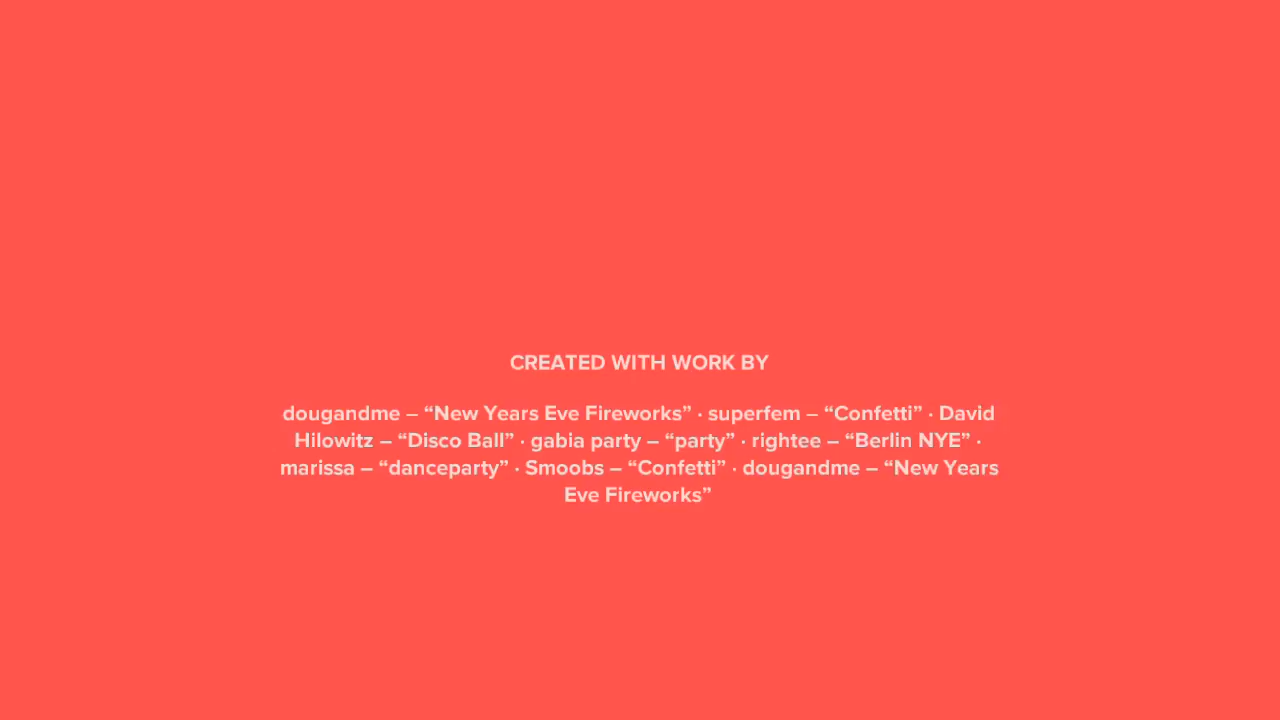 CREATED WITH WORK BY
dougandme – “New Years Eve Fireworks” · superfem – “Confetti” · David
Hilowitz – “Disco Ball” · gabia party – “party” · rightee – “Berlin NYE” ·
marissa – “danceparty” · Smoobs – “Confetti” · dougandme – “New Years
Eve Fireworks”